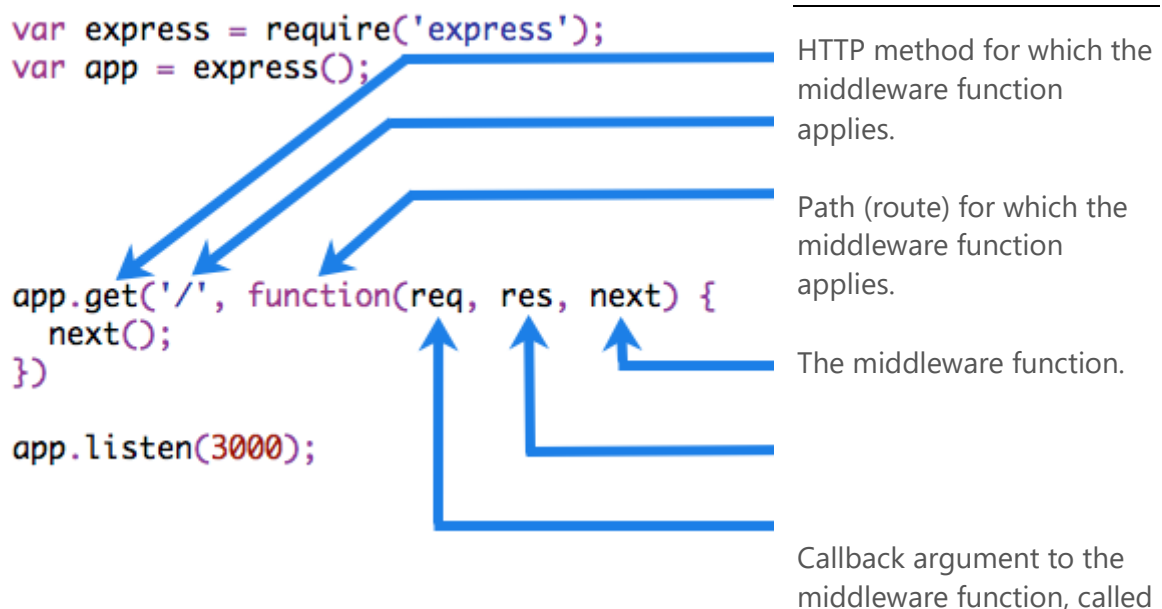 var express = require('express');
var app = express();
app.get('/', function(req, res, next) {
next();
})
app.listen(3000);
HTTP method for which the
middleware function
applies.
Path (route) for which the
middleware function
applies.
The middleware function.
Callback argument to the
middleware function, called